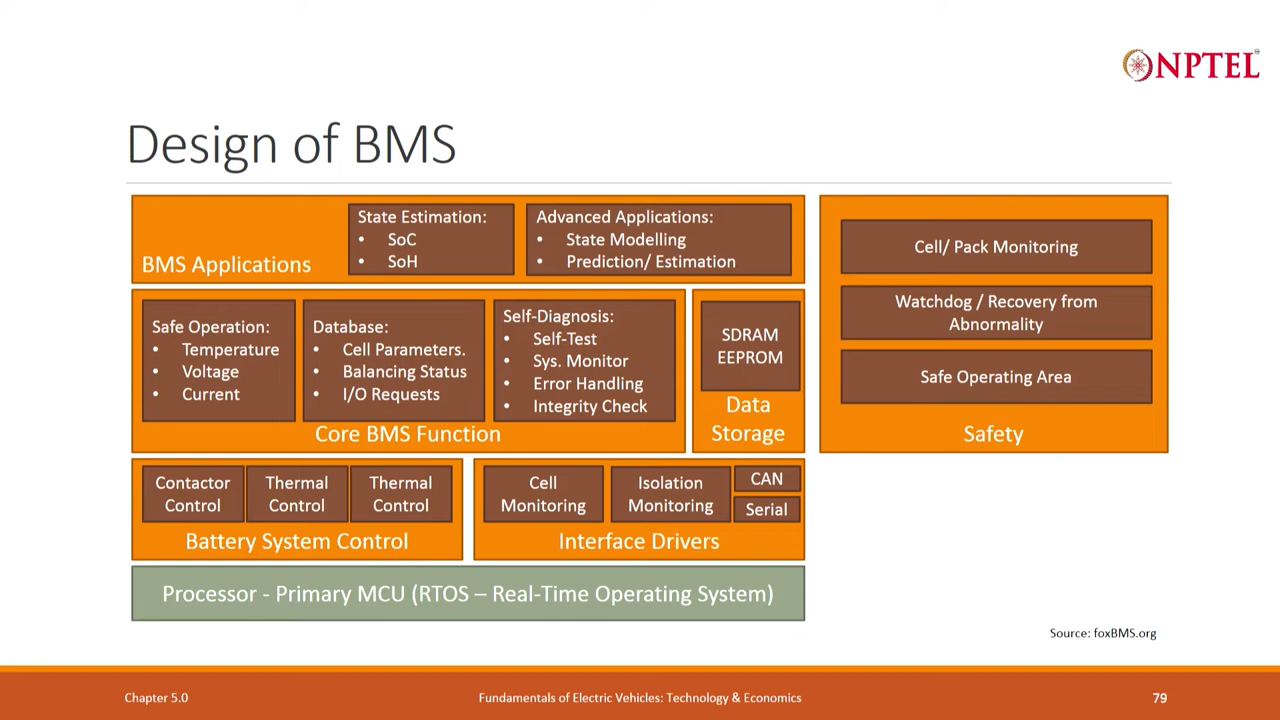 NPTEL
Design of BMS
BMS Applications
State Estimation:
• SoC
• SoH
Advanced Applications:
• State Modelling
• Prediction/ Estimation
Safe Operation:
• Temperature
• Voltage
• Current
Database:
• Cell Parameters.
• Balancing Status
• I/O Requests
Self-Diagnosis:
• Self-Test
• Sys. Monitor
• Error Handling
• Integrity Check
Core BMS Function
SDRAM
EEPROM
Data
Storage
Cell/ Pack Monitoring
Watchdog / Recovery from
Abnormality
Safe Operating Area
Safety
Contactor
Control
Thermal
Control
Thermal
Control
Battery System Control
Cell
Monitoring
Isolation
Monitoring
CAN
Serial
Interface Drivers
Processor - Primary MCU (RTOS – Real-Time Operating System)
Source: foxBMS.org
Chapter 5.0
Fundamentals of Electric Vehicles: Technology & Economics
79